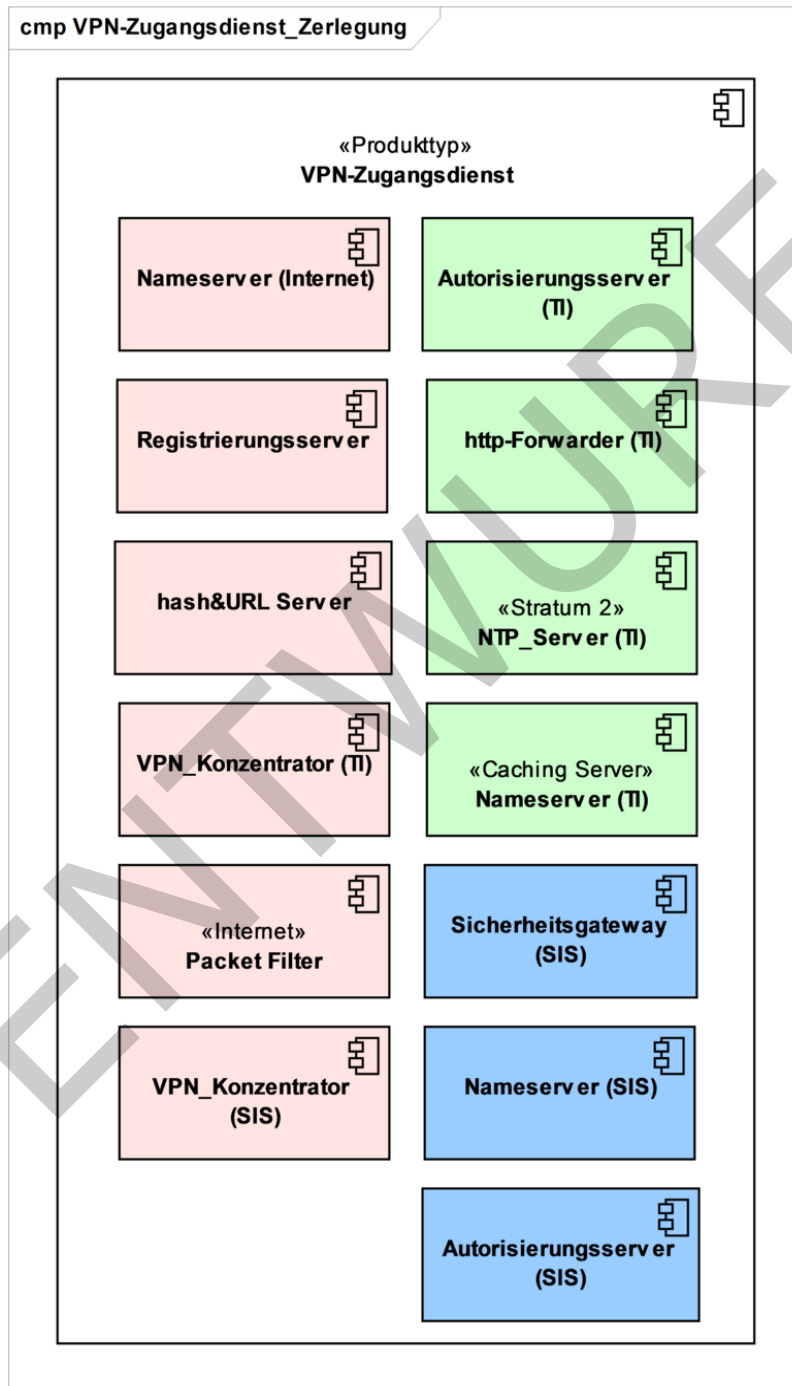 cmp VPN-Zugangsdienst_Zerlegung
«Produkttyp»
VPN-Zugangsdienst
Nameserver (Internet)
Autorisierungsserver
(TI)
Registrierungsserver
http-Forwarder (TI)
hash&URL Server
«Stratum 2»
NTP_Server (TI)
VPN_Konzentrator (TI)
«Caching Server»
Nameserver (TI)
«Internet»
Packet Filter
Sicherheitsgateway
(SIS)
VPN_Konzentrator
(SIS)
Nameserver (SIS)
Autorisierungsserver
(SIS)
ENTWURF